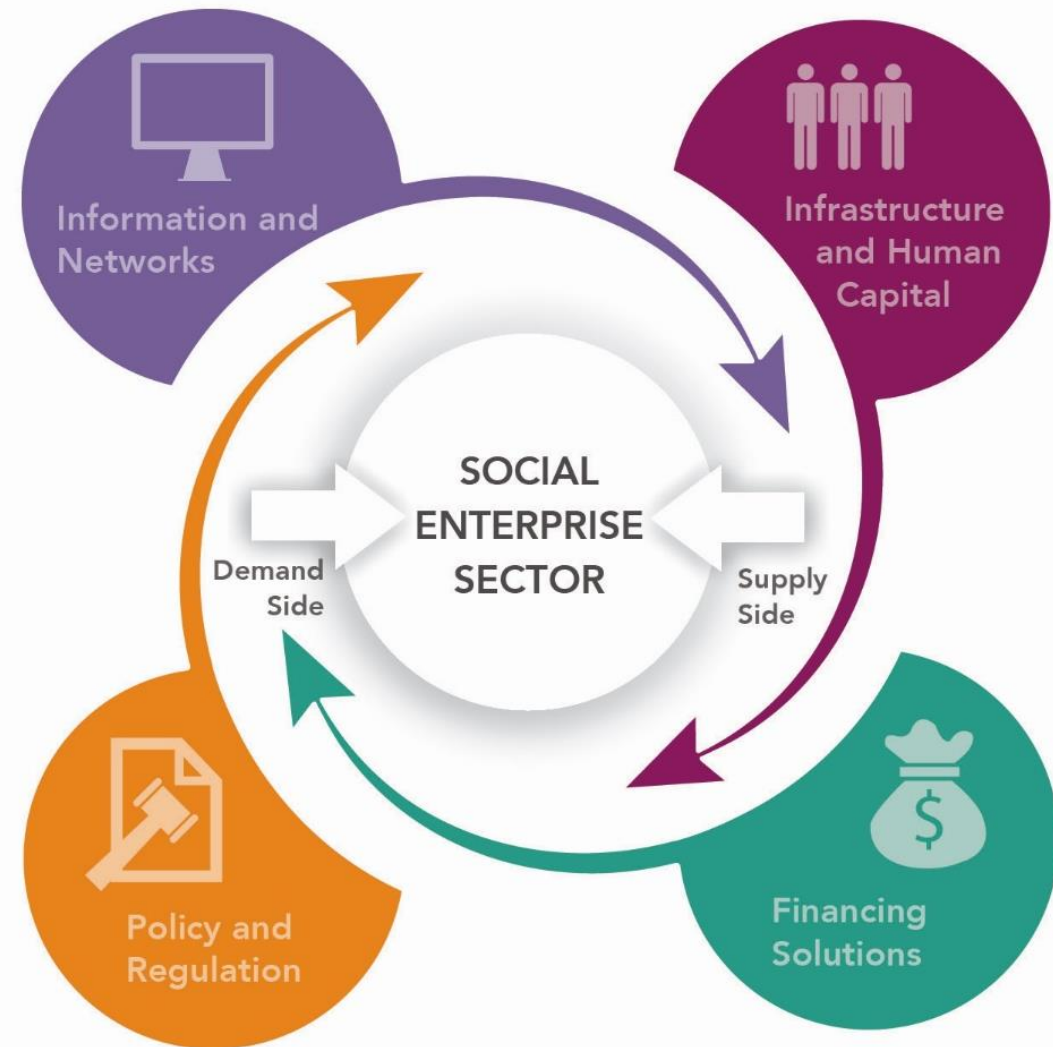 Information and
Networks
Infrastructure
and Human
Capital
SOCIAL
ENTERPRISE
SECTOR
Demand
Side
Supply
Side
Policy and
Regulation
$
Financing
Solutions